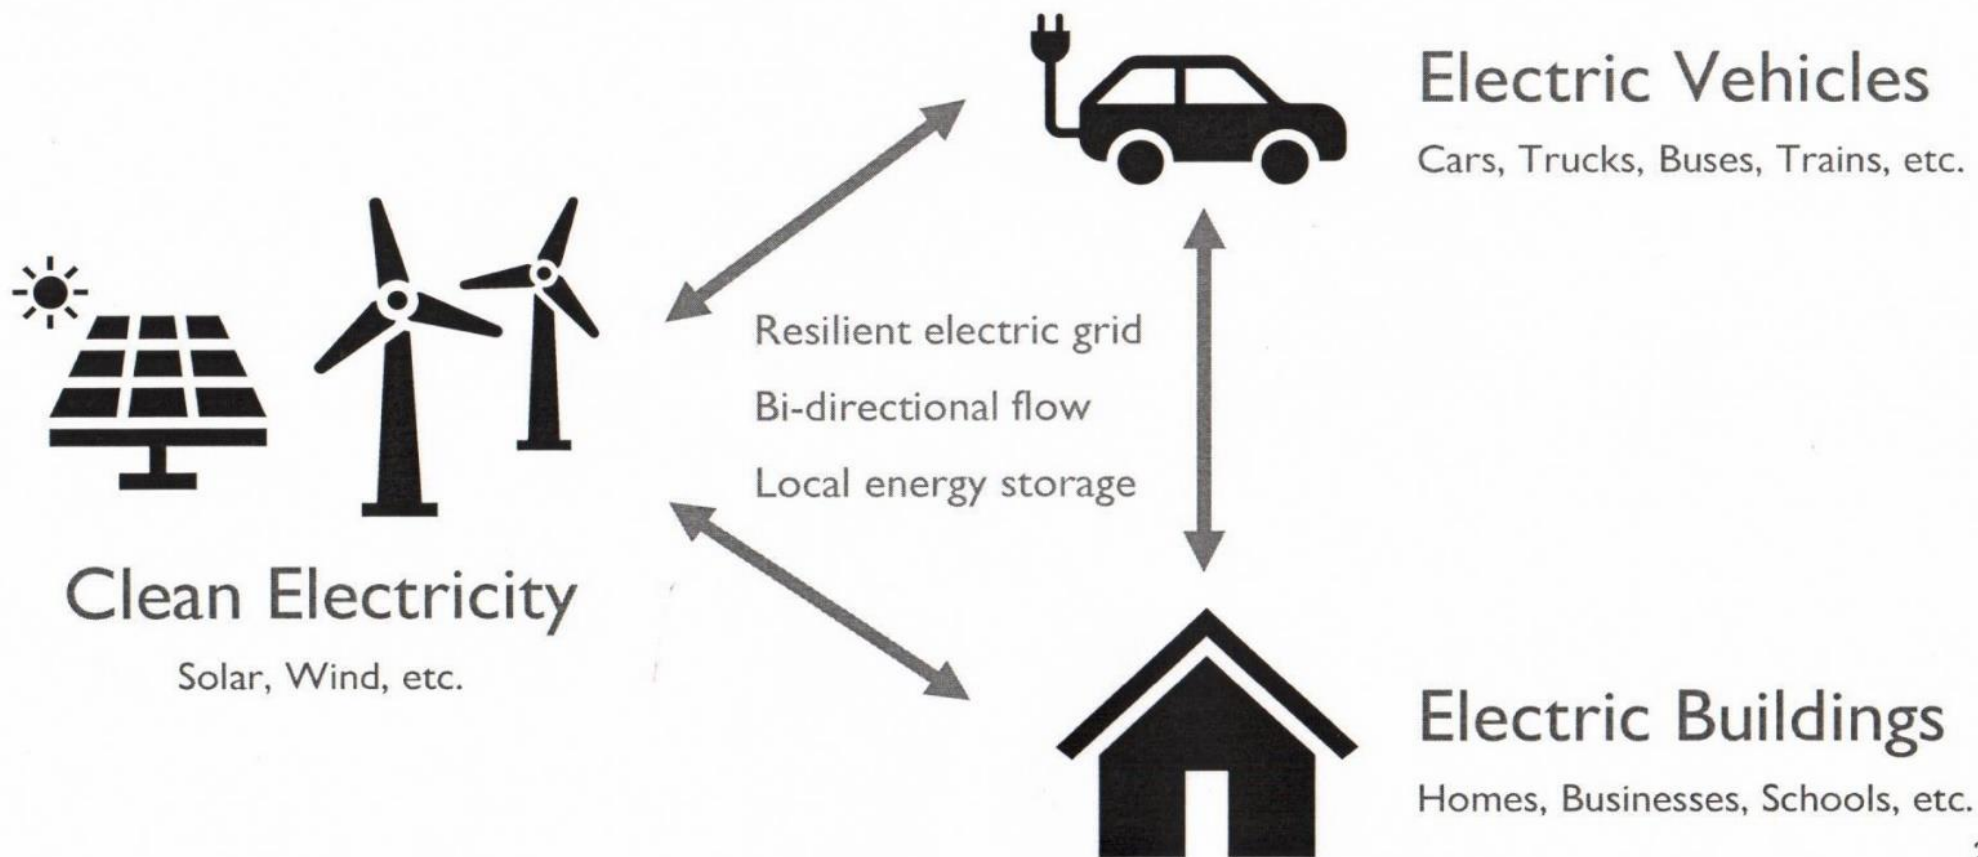 Electric Vehicles
Cars, Trucks, Buses, Trains, etc.
Resilient electric grid
Bi-directional flow
Local energy storage
Clean Electricity
Solar, Wind, etc.
Electric Buildings
Homes, Businesses, Schools, etc.